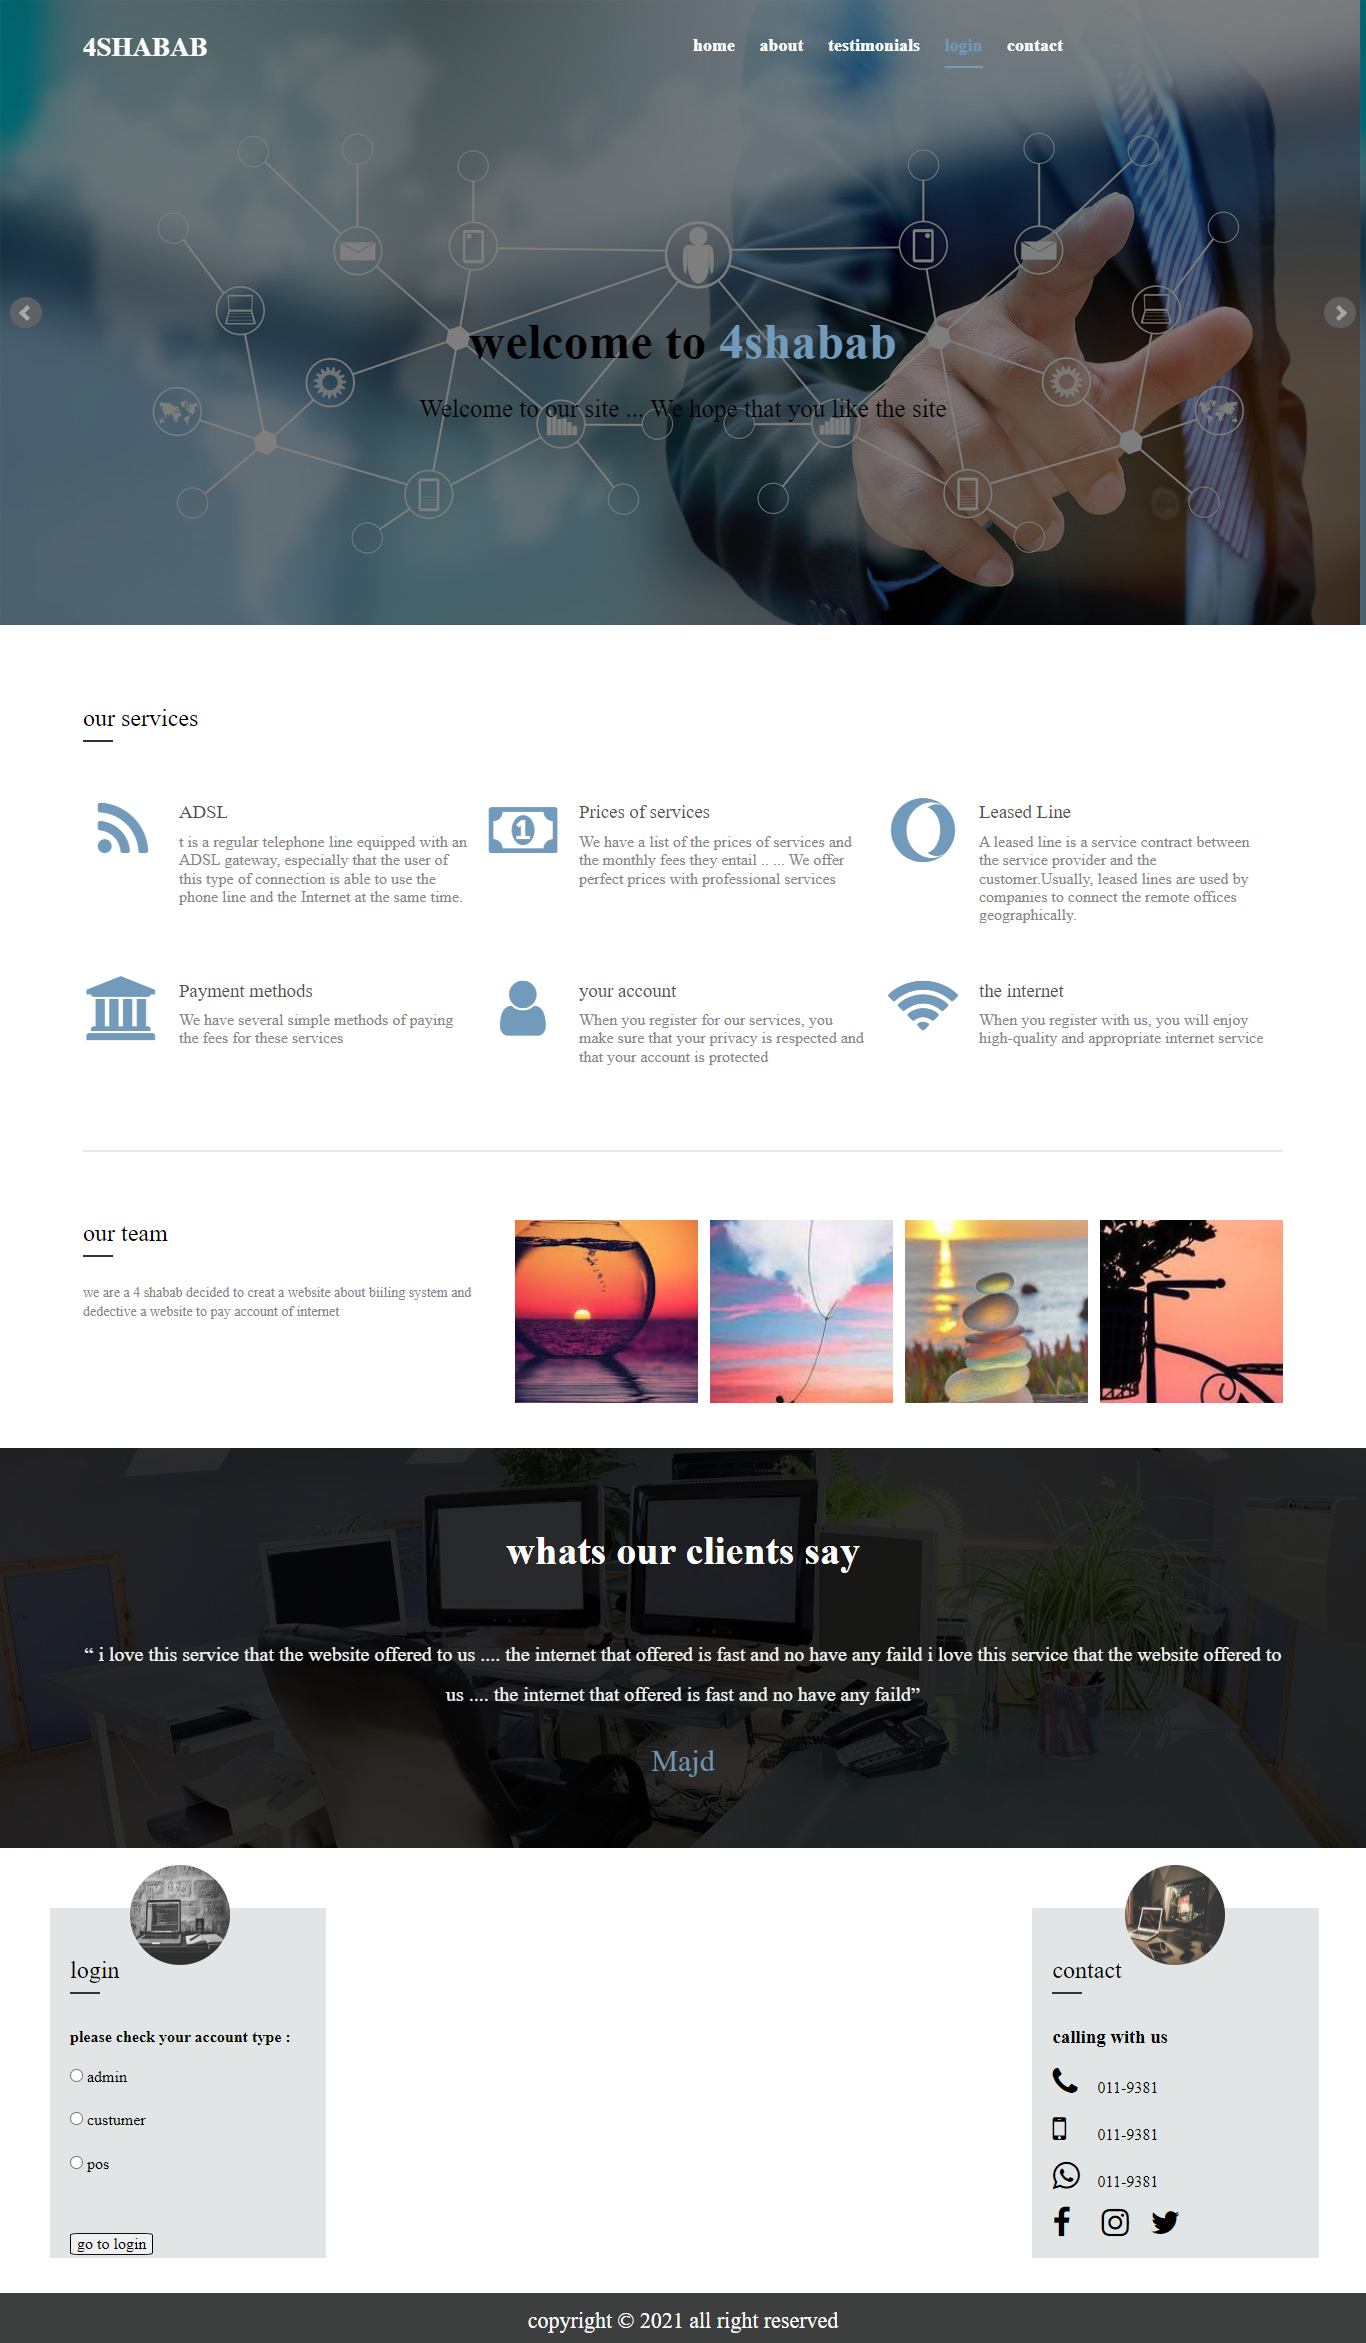 4SHABAB
home about testimonials login contact
welcome to 4shabab
Welcome to our site ... We hope that you like the site
our services
ADSL
t is a regular telephone line equipped with an
ADSL gateway, especially that the user of
this type of connection is able to use the
phone line and the Internet at the same time.
Prices of services
We have a list of the prices of services and
the monthly fees they entail .. ... We offer
perfect prices with professional services
Leased Line
A leased line is a service contract between
the service provider and the
customer.Usually, leased lines are used by
companies to connect the remote offices
geographically.
Payment methods
We have several simple methods of paying
the fees for these services
your account
When you register for our services, you
make sure that your privacy is respected and
that your account is protected
the internet
When you register with us, you will enjoy
high-quality and appropriate internet service
our team
we are a 4 shabab decided to creat a website about biiling system and
dedective a website to pay account of internet
whats our clients say
“ i love this service that the website offered to us .... the internet that offered is fast and no have any faild i love this service that the website offered to
us .... the internet that offered is fast and no have any faild”
Majd
login
please check your account type :
admin
custumer
pos
go to login
contact
calling with us
011-9381
011-9381
011-9381
copyright © 2021 all right reserved